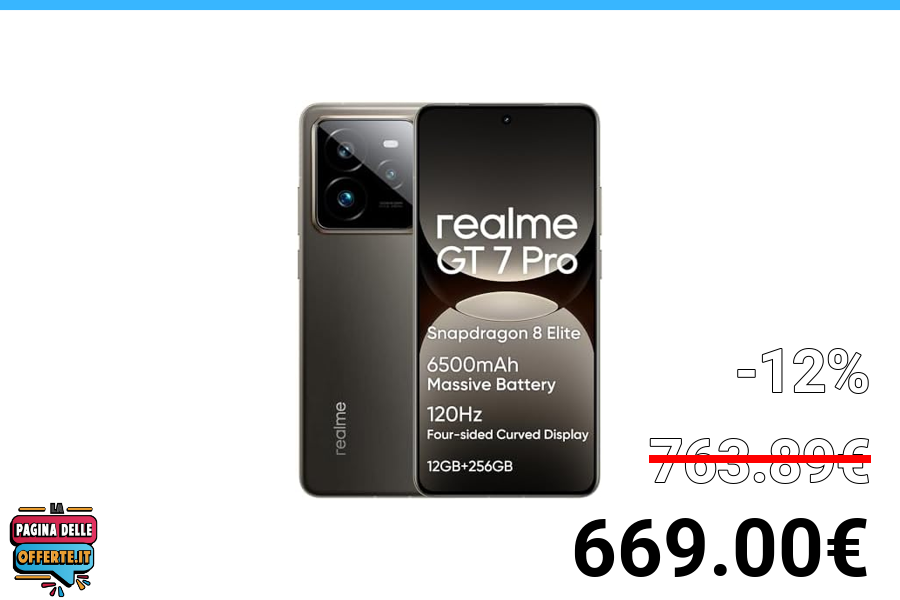 realme
GT 7 Pro
Snapdragon 8 Elite
6500mAh
Massive Battery
120Hz
Four-sided Curved Display
12GB+256GB
realme
-12%
763.89€
669.00€
LA
PAGINA DELLE
OFFERTE.IT